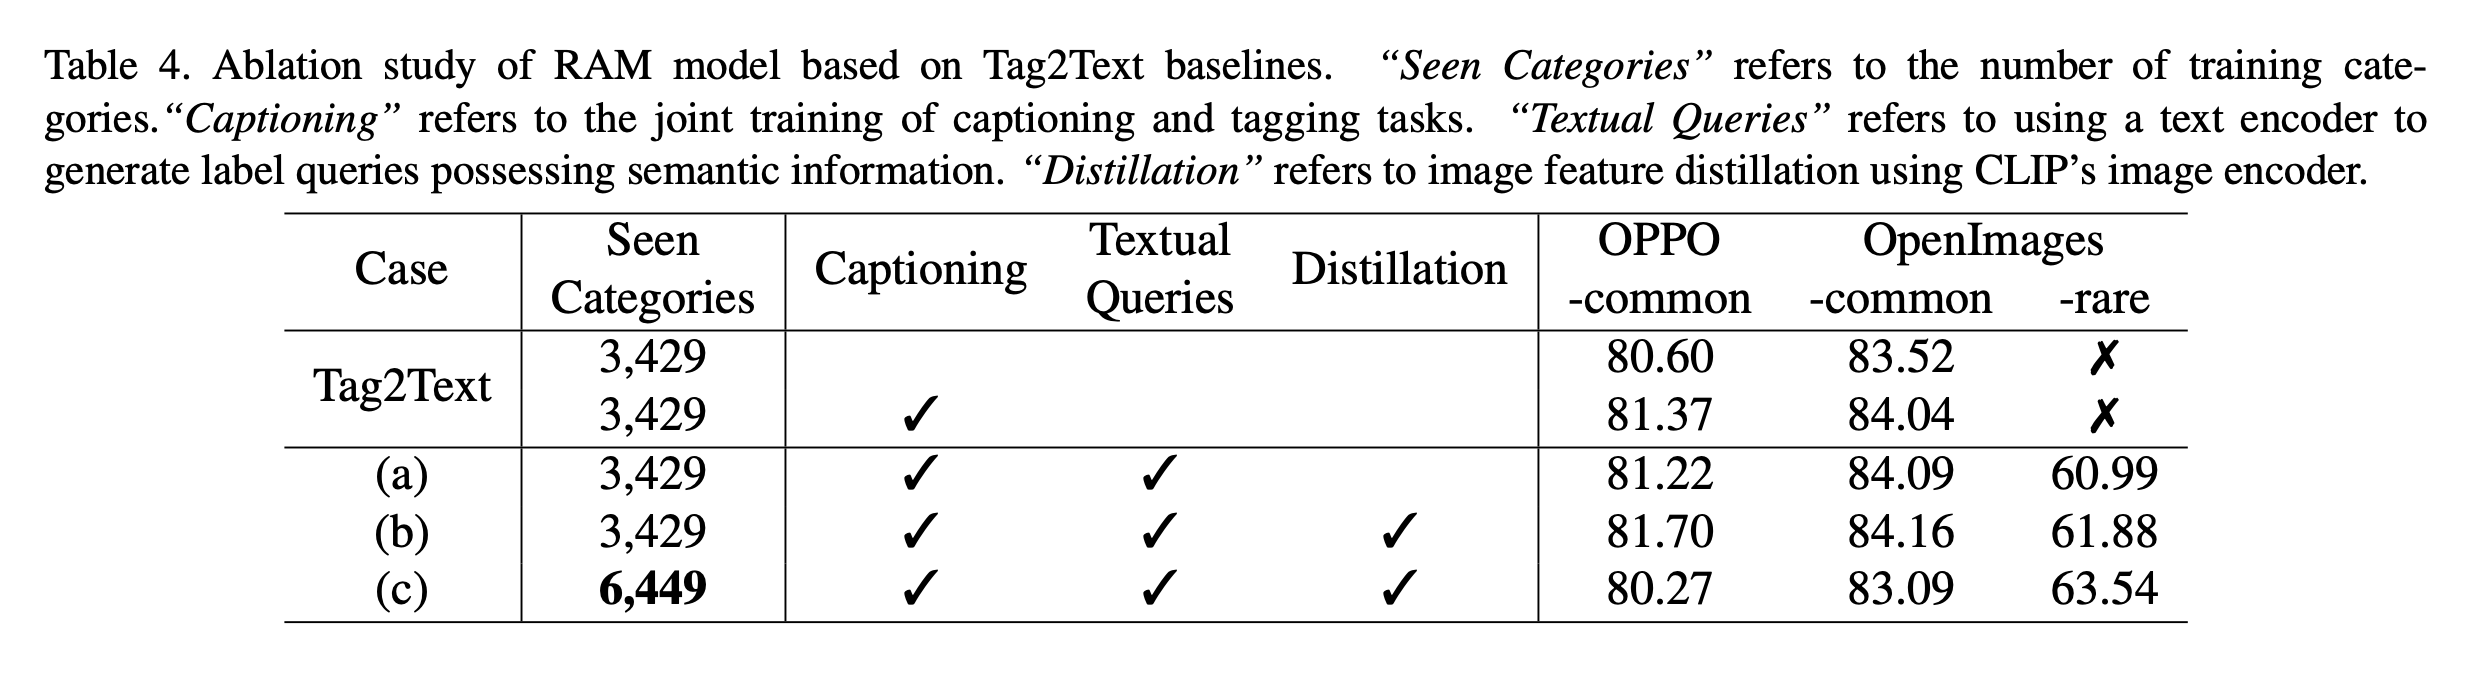 Table 4. Ablation study of RAM model based on Tag2Text baselines. “Seen Categories” refers to the number of training cate-
gories.“Captioning” refers to the joint training of captioning and tagging tasks. “Textual Queries” refers to using a text encoder to
generate label queries possessing semantic information. “Distillation” refers to image feature distillation using CLIP’s image encoder.
Case Seen Categories Captioning Textual Queries Distillation OPPO -common OpenImages -common -rare
Tag2Text 3,429 80.60 83.52 ✗
3,429 ✓ 81.37 84.04 ✗
(a) 3,429 ✓ ✓ 81.22 84.09 60.99
(b) 3,429 ✓ ✓ ✓ 81.70 84.16 61.88
(c) 6,449 ✓ ✓ ✓ 80.27 83.09 63.54